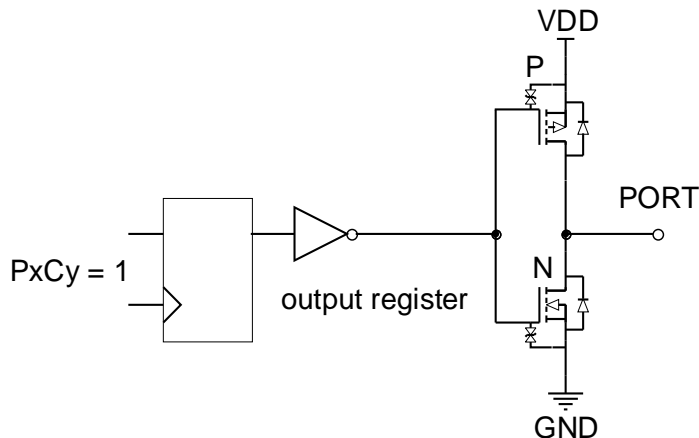 VDD
P
PORT
PxCy = 1
N
output register
GND